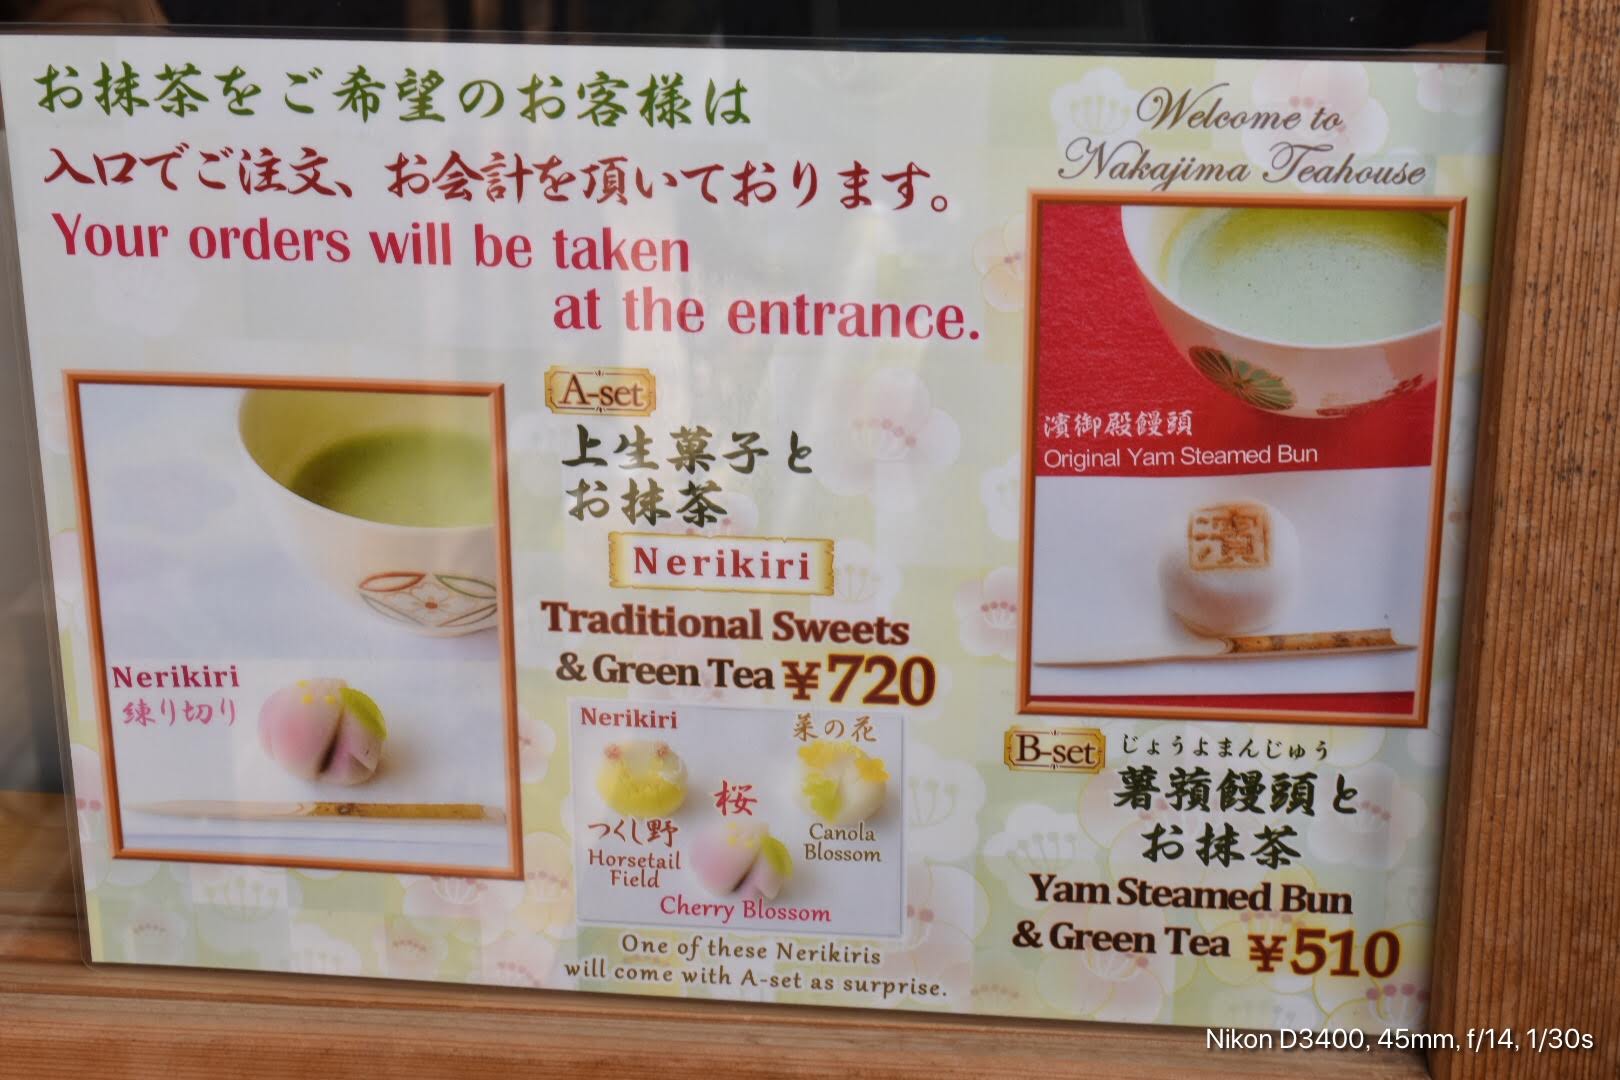 お抹茶をご希望のお客様は
入口でご注文、お会計を頂いております。
Your orders will be taken
at the entrance.
Welcome to
Nakajima Teahouse
A-set
上生菓子と
お抹茶
Nerikiri
Traditional Sweets
& Green Tea ¥720
Nerikiri
練り切り
Nerikiri
菜の花
Canola
Blossom
桜
Cherry Blossom
つくし野
Horsetail
Field
One of these Nerikiris
will come with A-set as surprise.
濱御殿饅頭
Original Yam Steamed Bun
濱
B-set
じょうよまんじゅう
薯蕷饅頭と
お抹茶
Yam Steamed Bun
& Green Tea ¥510
Nikon D3400, 45mm, f/14, 1/30s